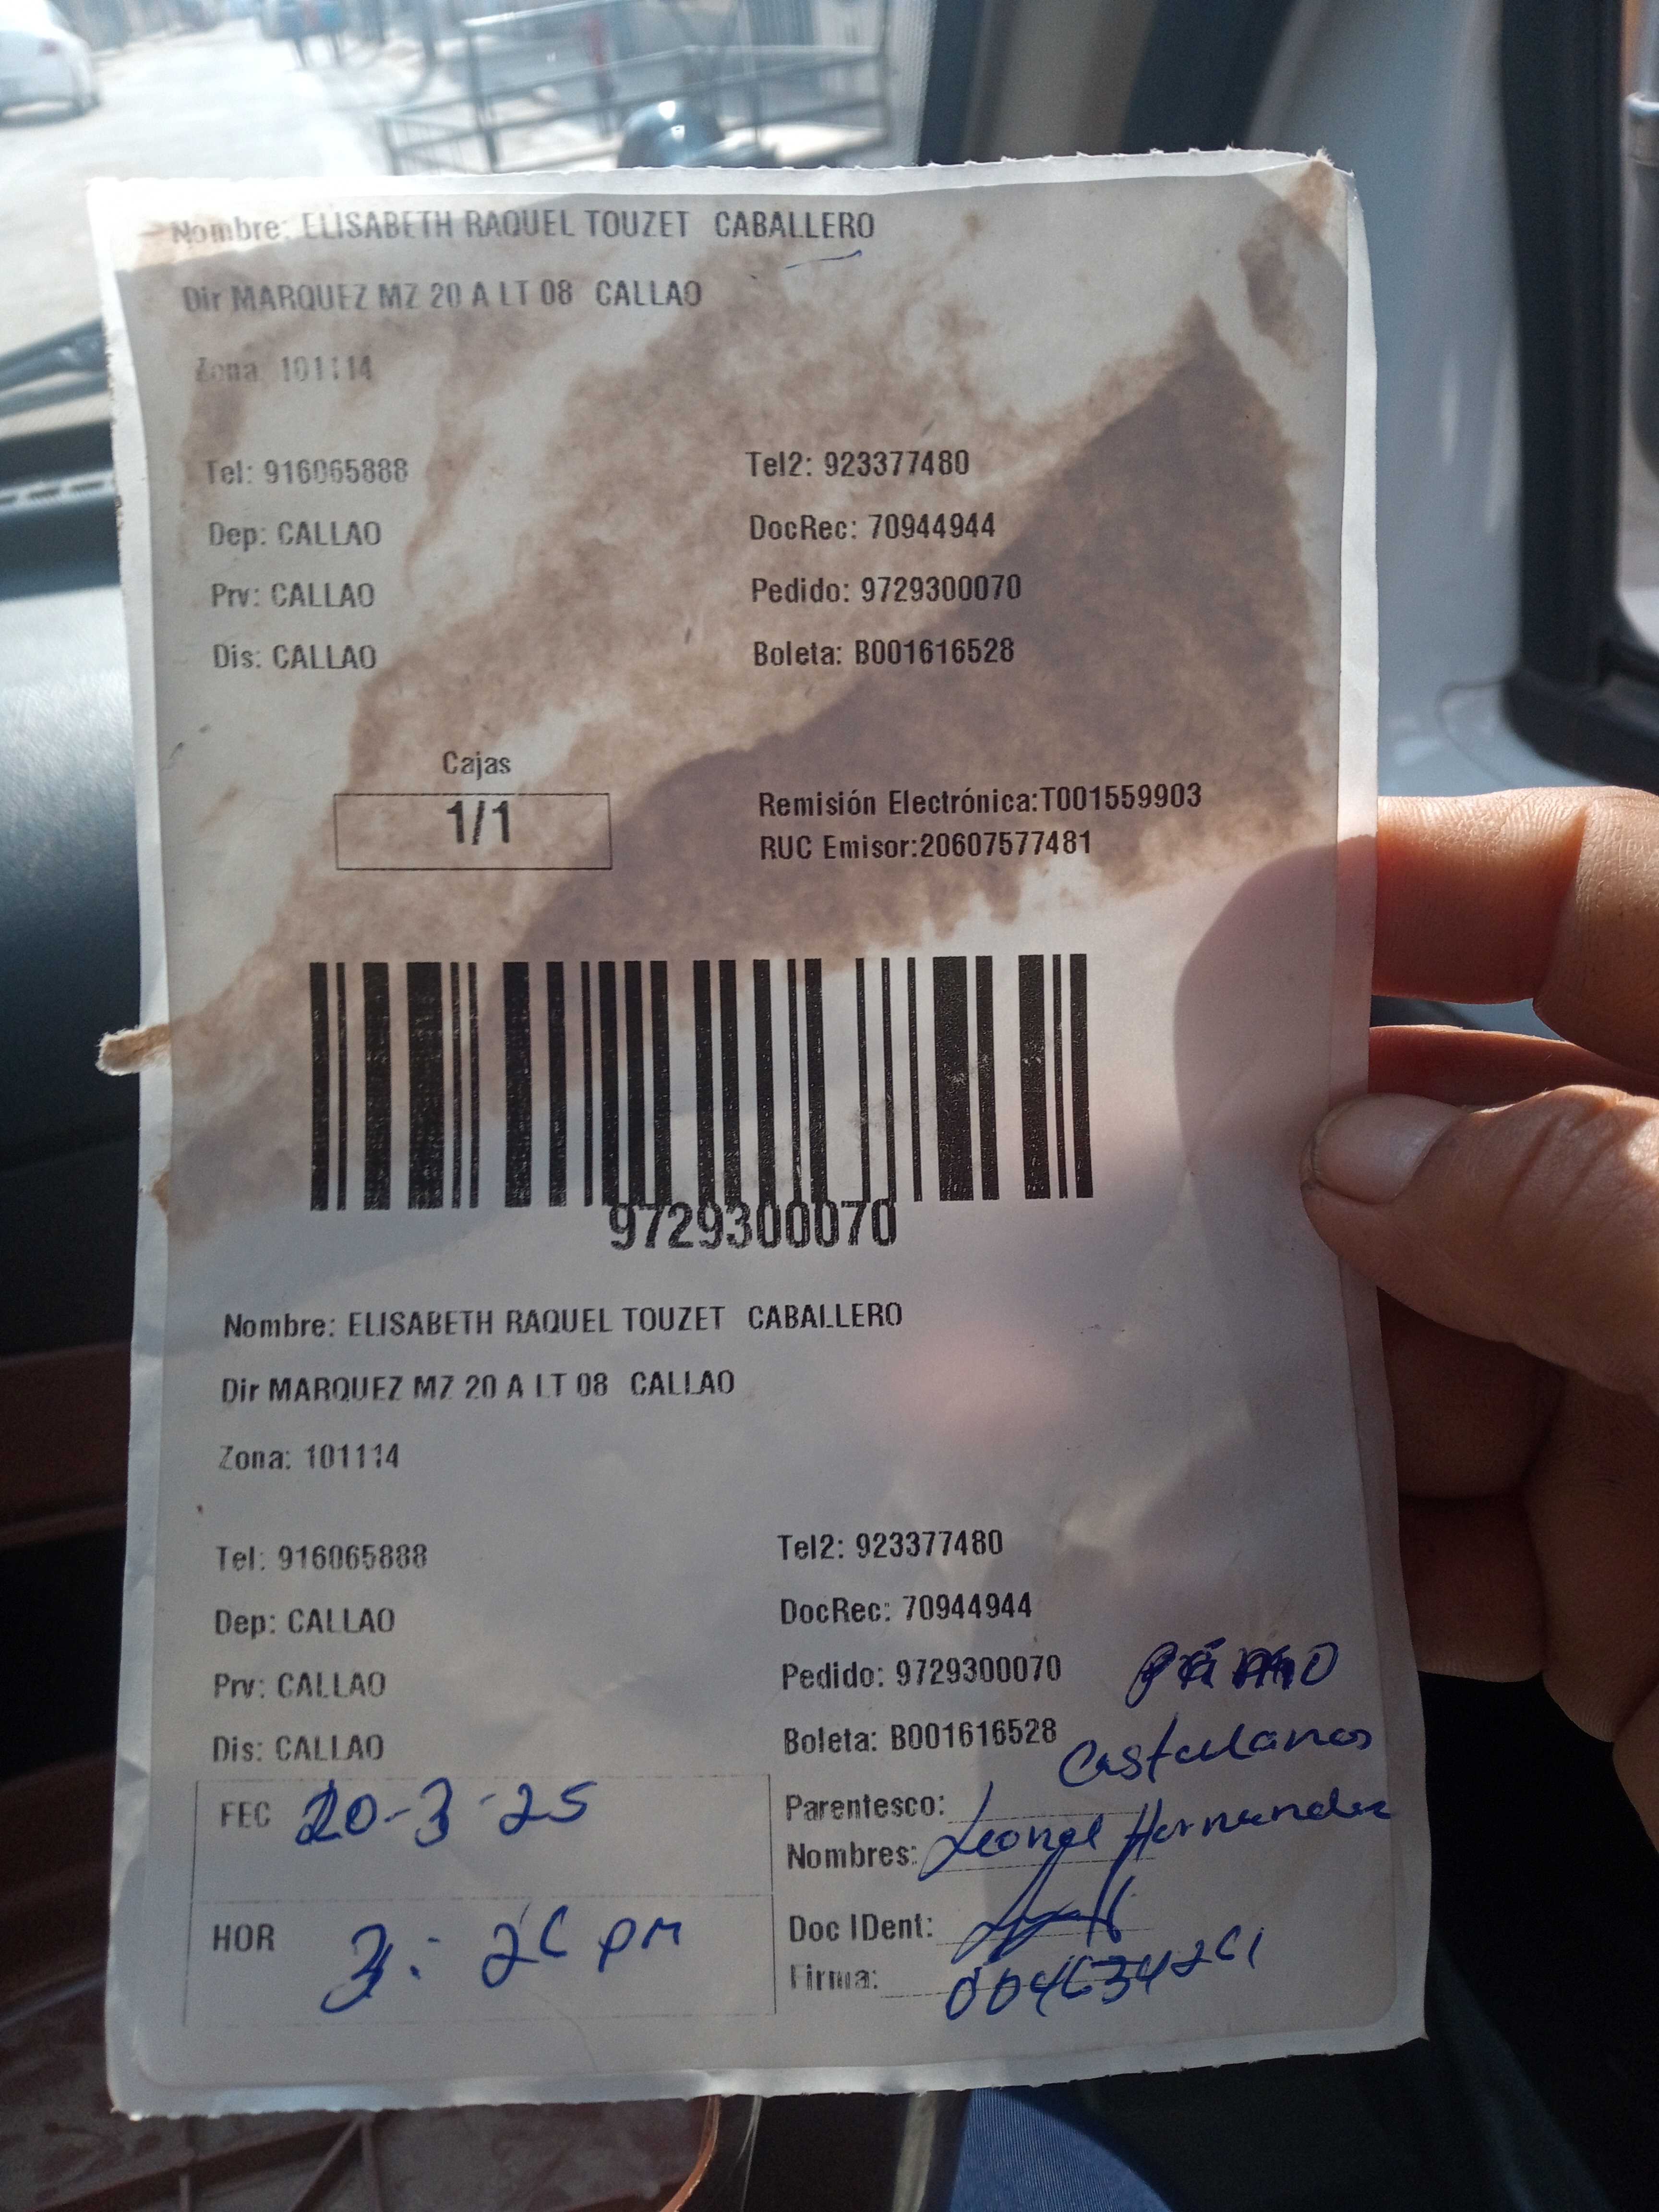 Nombre: ELISABETH RAQUEL TOUZET CABALLERO
Dir MARQUEZ MZ 20 A LT 08 CALLAO
Zona 101114
Tel: 916065888 Tel2: 923377480
Dep: CALLAO DocRec: 70944944
Prv: CALLAO Pedido: 9729300070
Dis: CALLAO Boleta: B001616528
Cajas
1/1
Remisión Electrónica:T001559903
RUC Emisor:20607577481
9729300070
Nombre: ELISABETH RAQUEL TOUZET CABALLERO
Dir MARQUEZ MZ 20 A LT 08 CALLAO
Zona: 101114
Tel: 916065888 Tel2: 923377480
Dep: CALLAO DocRec: 70944944
Prv: CALLAO Pedido: 9729300070
Dis: CALLAO Boleta: B001616528
FEC 20-3-25
HOR 3:26 pm
Parentesco:
Nombres: Leonel Hernandez
Doc IDent:
Firma: 004634261